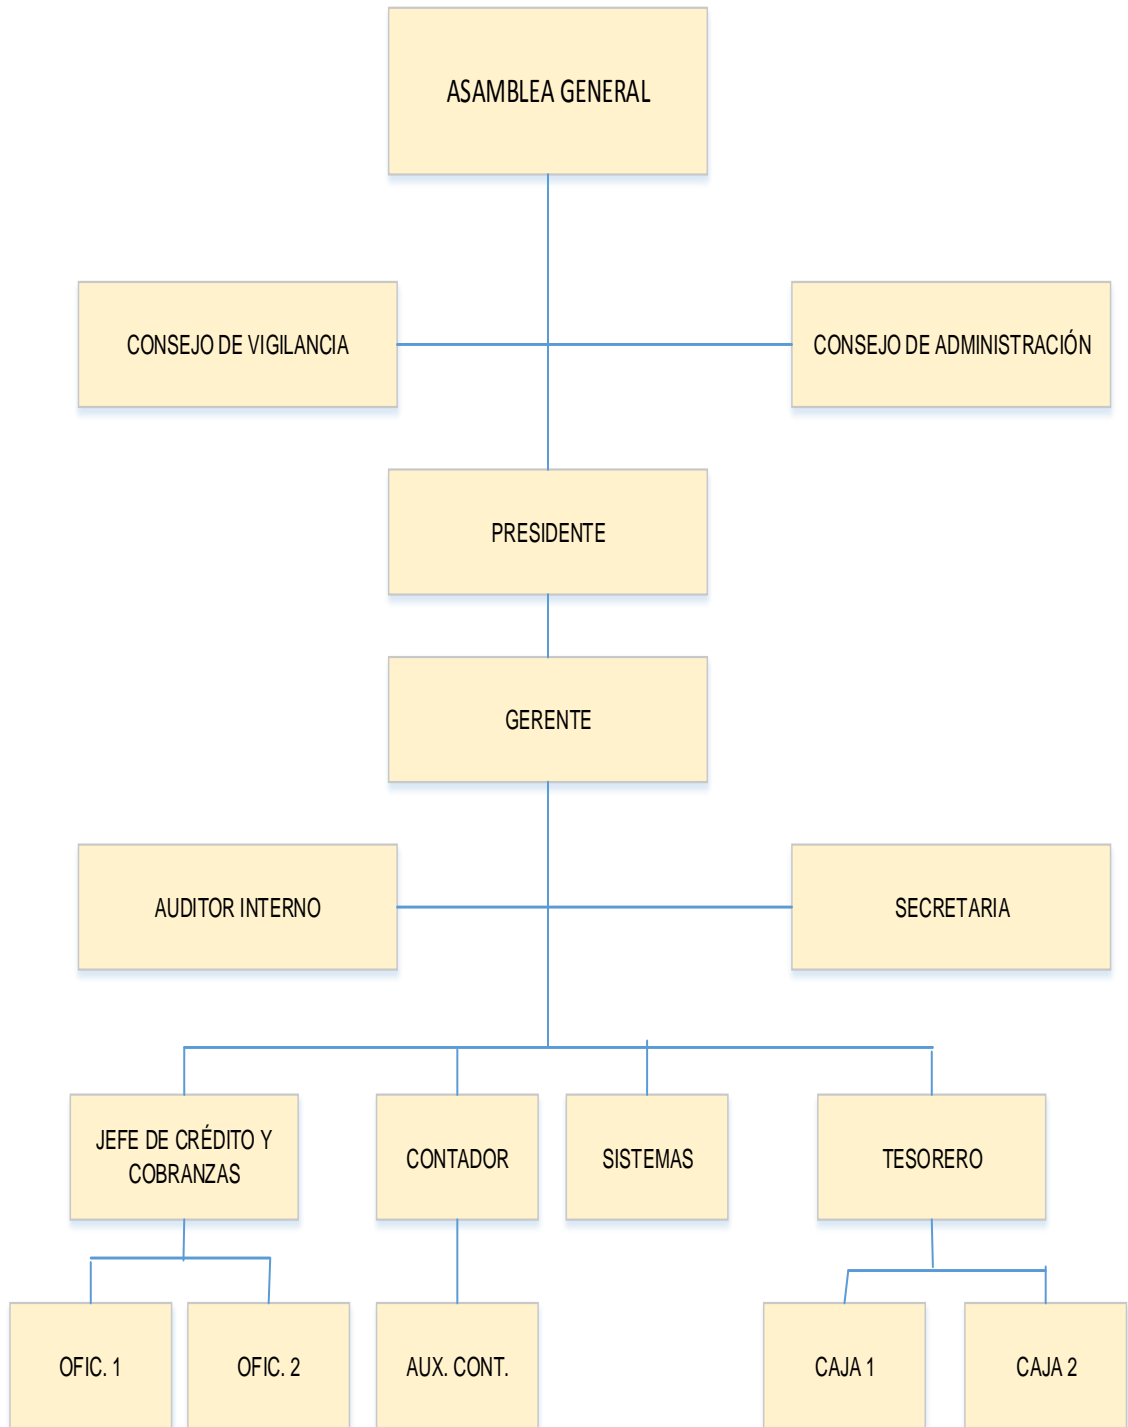 ASAMBLEA GENERAL
CONSEJO DE VIGILANCIA
CONSEJO DE ADMINISTRACIÓN
PRESIDENTE
GERENTE
AUDITOR INTERNO
SECRETARIA
JEFE DE CRÉDITO Y
COBRANZAS
CONTADOR
SISTEMAS
TESORERO
OFIC. 1
OFIC. 2
AUX. CONT.
CAJA 1
CAJA 2